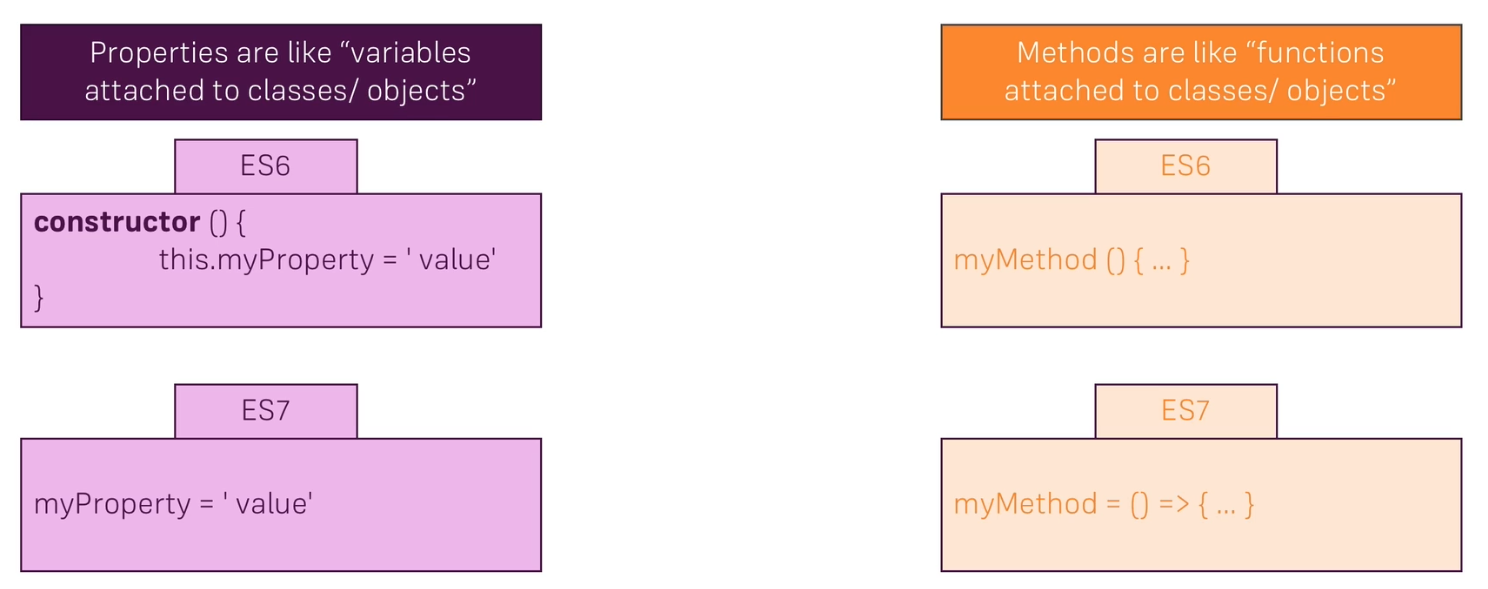 Properties are like “variables
attached to classes/ objects”
ES6
constructor () {
this.myProperty = ' value'
}
ES7
myProperty = ' value'
Methods are like “functions
attached to classes/ objects”
ES6
myMethod () { ... }
ES7
myMethod = () => { ... }